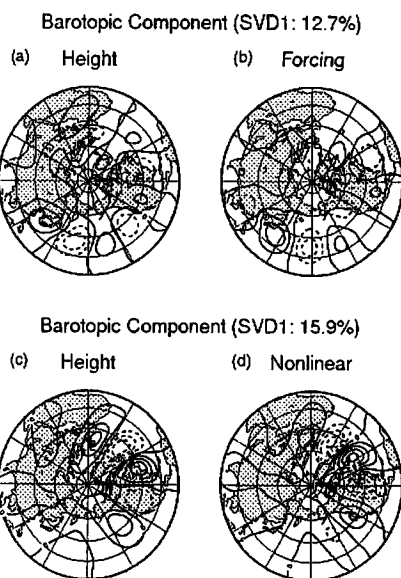 Barotopic Component (SVD1: 12.7%)
(a) Height (b) Forcing
Barotopic Component (SVD1: 15.9%)
(c) Height (d) Nonlinear